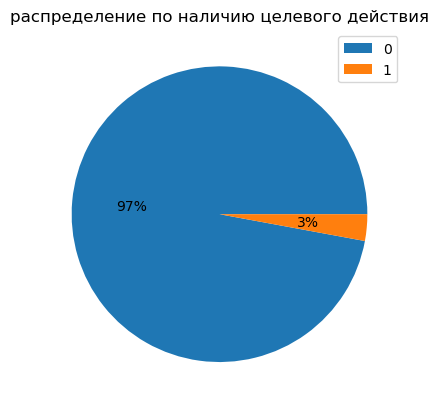 распределение по наличию целевого действия
0
1
97%
3%